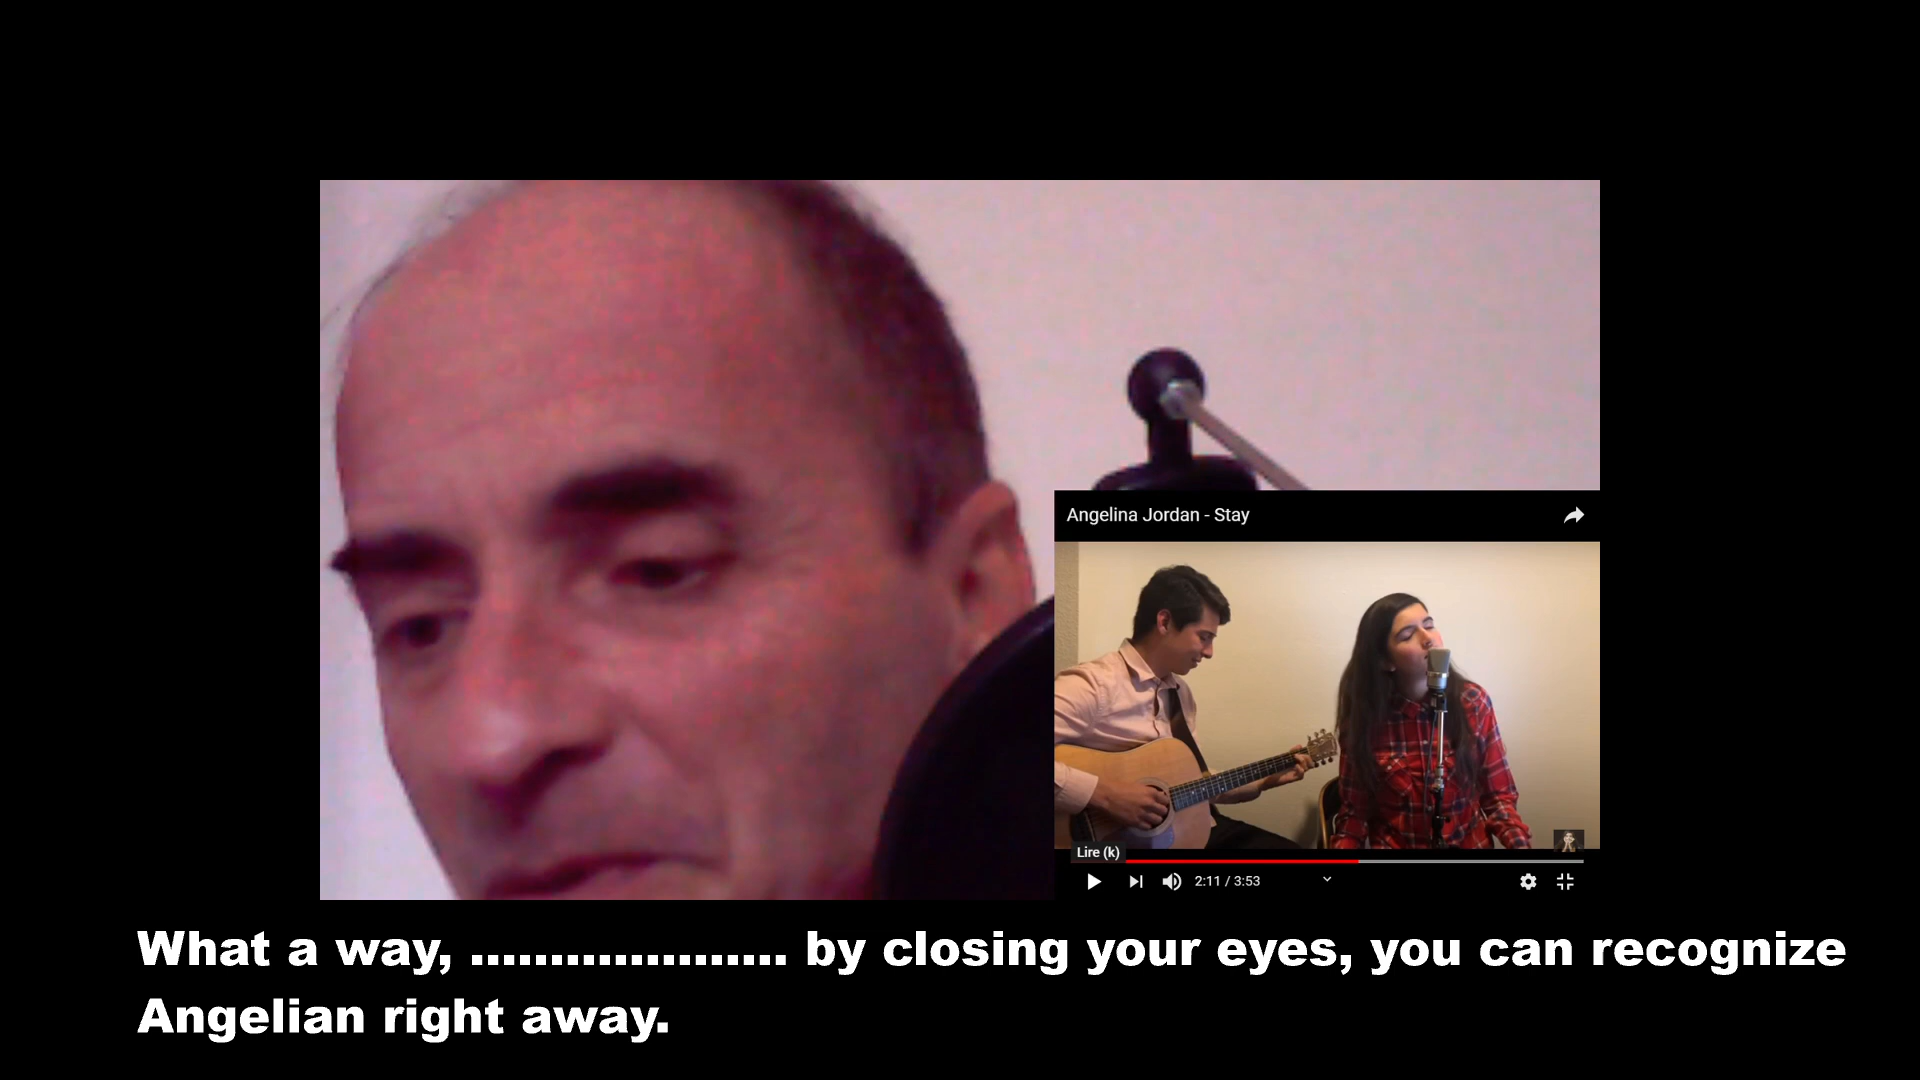 Angelina Jordan - Stay
Lire (k)
2:11 / 3:53
What a way, .................... by closing your eyes, you can recognize
Angelian right away.